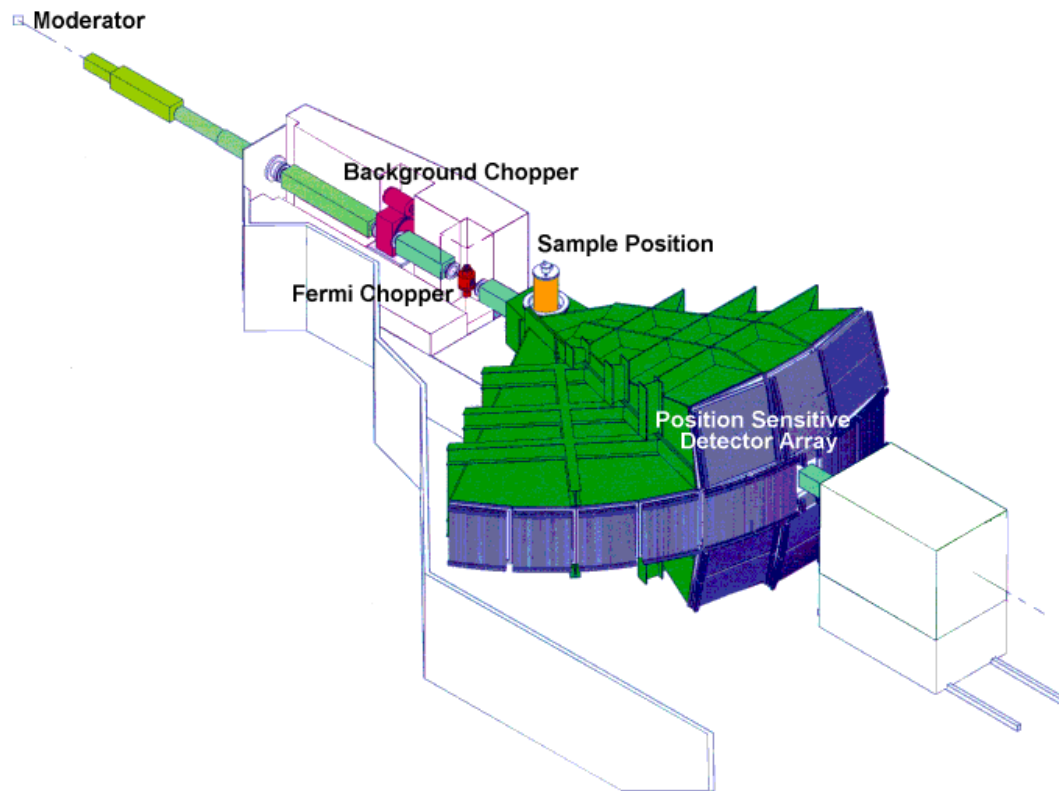 Moderator
Background Chopper
Sample Position
Fermi Chopper
Position Sensitive
Detector Array